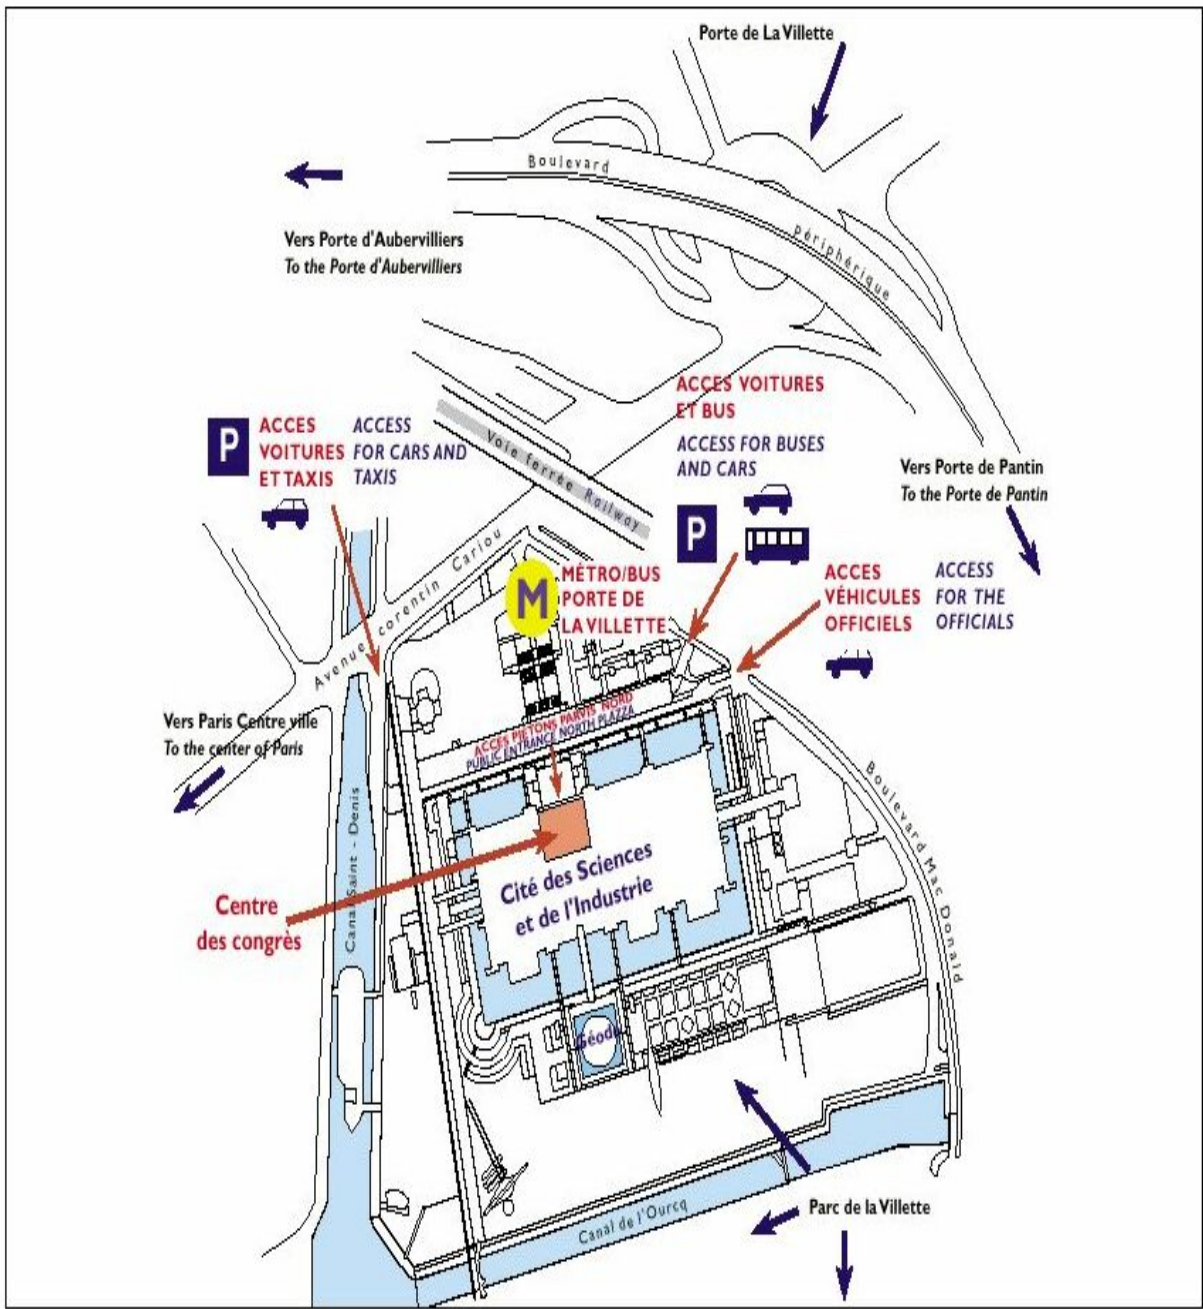 Porte de La Villette
Boulevard
périphérique
Vers Porte d'Aubervilliers
To the Porte d'Aubervilliers
ACCES VOITURES
ET BUS
ACCESS FOR BUSES
AND CARS
P
ACCES
VOITURES
ET TAXIS
ACCESS
FOR CARS AND
TAXIS
Voie ferrée Railway
Vers Porte de Pantin
To the Porte de Pantin
P
Avenue corentin Cariou
M
MÉTRO/BUS
PORTE DE
LA VILLETTE
ACCES
VÉHICULES
OFFICIELS
ACCESS
FOR THE
OFFICIALS
Vers Paris Centre ville
To the center of Paris
ACCES PIETONS PARVIS NORD
PUBLIC ENTRANCE NORTH PLAZZA
Boulevard Mac Donald
Canal Saint - Denis
Centre
des congrès
Cité des Sciences
et de l'Industrie
Géode
Parc de la Villette
Canal de l'Ourcq